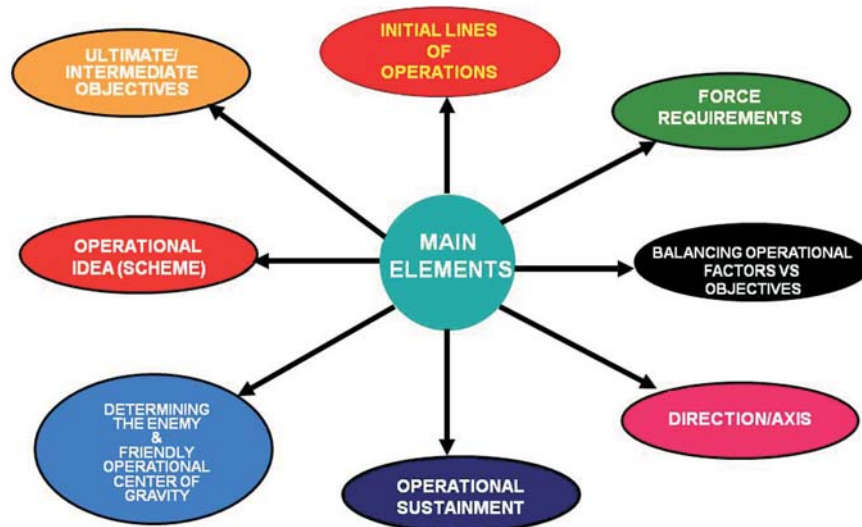 ULTIMATE/
INTERMEDIATE
OBJECTIVES
INITIAL LINES
OF
OPERATIONS
FORCE
REQUIREMENTS
OPERATIONAL
IDEA (SCHEME)
MAIN
ELEMENTS
BALANCING OPERATIONAL
FACTORS VS
OBJECTIVES
DETERMINING
THE ENEMY
&
FRIENDLY
OPERATIONAL
CENTER OF
GRAVITY
OPERATIONAL
SUSTAINMENT
DIRECTION/AXIS